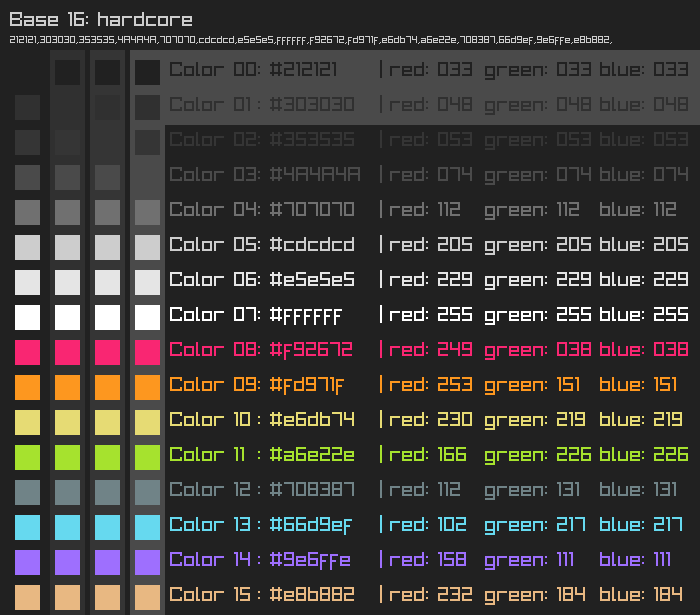 Base 16: hardcore
212121,303030,353535,4A4A4A,707070,cdcdcd,e5e5e5,ffffff,f92672,fd971f,e6db74,a6e22e,708387,66d9ef,9e6ffe,e8b882,
Color 00: #212121 | red: 033 green: 033 blue: 033
Color 01 : #303030 | red: 048 green: 048 blue: 048
Color 02: #353535 | red: 053 green: 053 blue: 053
Color 03: #4A4A4A | red: 074 green: 074 blue: 074
Color 04: #707070 | red: 112 green: 112 blue: 112
Color 05: #cdcdcd | red: 205 green: 205 blue: 205
Color 06: #e5e5e5 | red: 229 green: 229 blue: 229
Color 07: #ffffff | red: 255 green: 255 blue: 255
Color 08: #f92672 | red: 249 green: 038 blue: 038
Color 09: #fd971f | red: 253 green: 151 blue: 151
Color 10 : #e6db74 | red: 230 green: 219 blue: 219
Color 11 : #a6e22e | red: 166 green: 226 blue: 226
Color 12 : #708387 | red: 112 green: 131 blue: 131
Color 13 : #66d9ef | red: 102 green: 217 blue: 217
Color 14 : #9e6ffe | red: 158 green: 111 blue: 111
Color 15 : #e8b882 | red: 232 green: 184 blue: 184